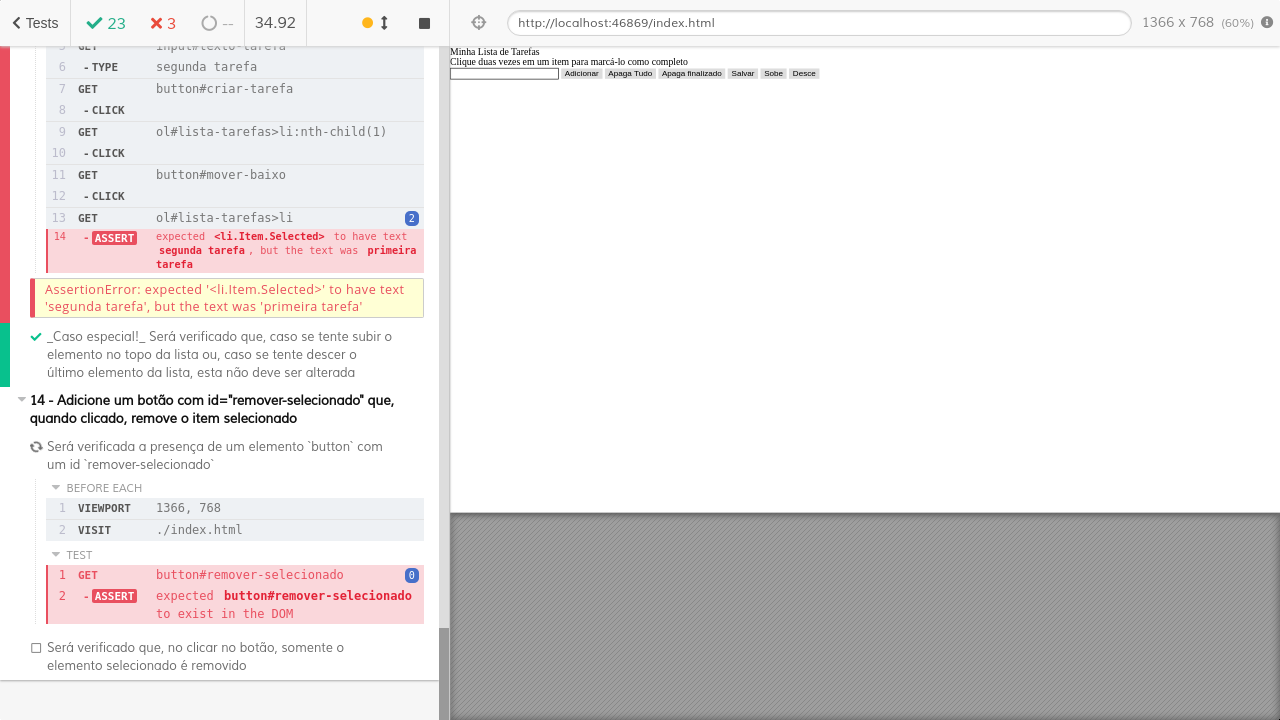 Tests
23
3
--
34.92
http://localhost:46869/index.html
1366 x 768 (60%)
5 GET input#texto-tarefa
6 - TYPE segunda tarefa
7 GET button#criar-tarefa
8 - CLICK
9 GET ol#lista-tarefas>li:nth-child(1)
10 - CLICK
11 GET button#mover-baixo
12 - CLICK
13 GET ol#lista-tarefas>li 2
14 - ASSERT expected <li.Item.Selected> to have text
segunda tarefa, but the text was primeira
tarefa
AssertionError: expected '<li.Item.Selected>' to have text
'segunda tarefa', but the text was 'primeira tarefa'
_Caso especial!_ Será verificado que, caso se tente subir o
elemento no topo da lista ou, caso se tente descer o
último elemento da lista, esta não deve ser alterada
14 - Adicione um botão com id="remover-selecionado" que,
quando clicado, remove o item selecionado
Será verificada a presença de um elemento `button` com
um id `remover-selecionado`
BEFORE EACH
1 VIEWPORT 1366, 768
2 VISIT ./index.html
TEST
1 GET button#remover-selecionado 0
2 - ASSERT expected button#remover-selecionado
to exist in the DOM
Será verificado que, no clicar no botão, somente o
elemento selecionado é removido
Minha Lista de Tarefas
Clique duas vezes em um item para marcá-lo como completo
Adicionar Apaga Tudo Apaga finalizado Salvar Sobe Desce